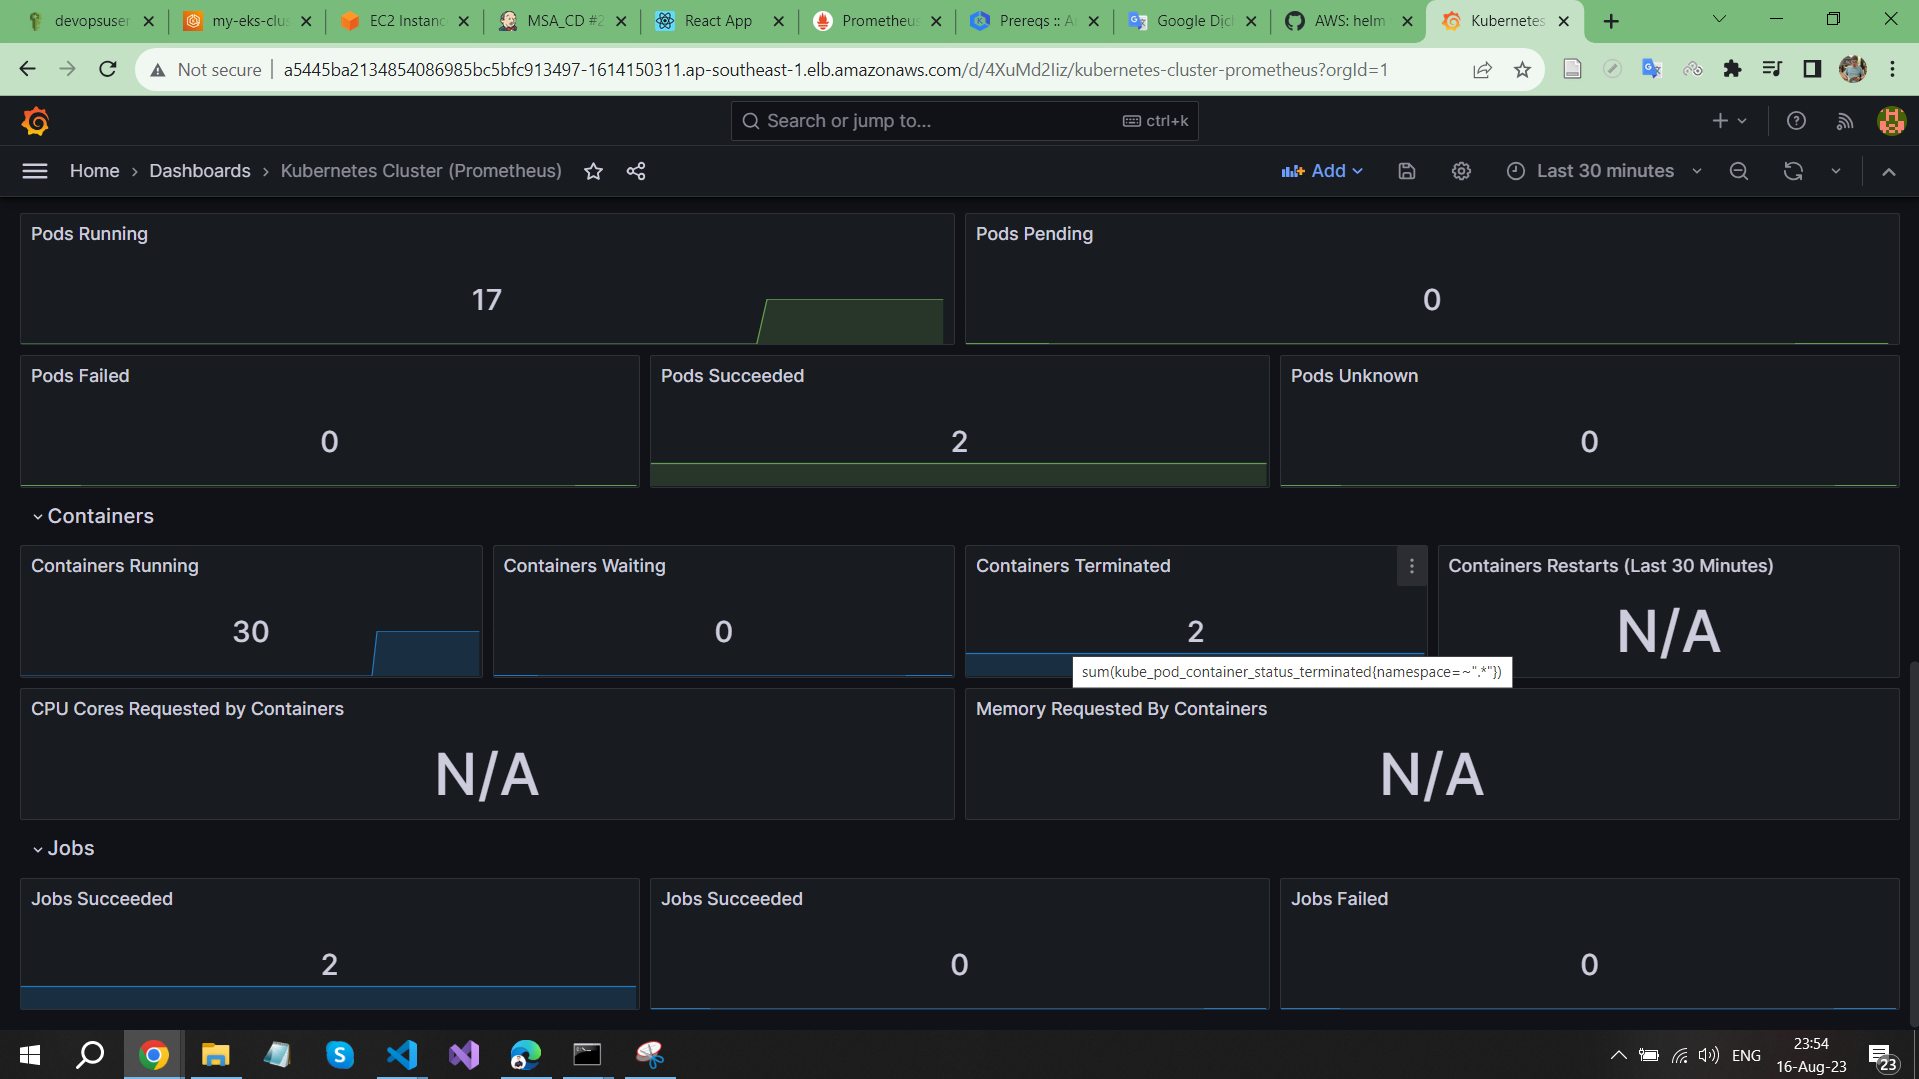 devopsuser
my-eks-clus
EC2 Instanc
MSA_CD #2
React App
Prometheus
Prereqs :: A
Google Dịch
AWS: helm
Kubernetes
Not secure
a5445ba2134854086985bc5bfc913497-1614150311.ap-southeast-1.elb.amazonaws.com/d/4XuMd2Iiz/kubernetes-cluster-prometheus?orgId=1
Search or jump to...
ctrl+k
Home › Dashboards › Kubernetes Cluster (Prometheus)
Add
Last 30 minutes
Pods Running
17
Pods Pending
0
Pods Failed
0
Pods Succeeded
2
Pods Unknown
0
Containers
Containers Running
30
Containers Waiting
0
Containers Terminated
2
Containers Restarts (Last 30 Minutes)
N/A
sum(kube_pod_container_status_terminated{namespace=~".*"})
CPU Cores Requested by Containers
N/A
Memory Requested By Containers
N/A
Jobs
Jobs Succeeded
2
Jobs Succeeded
0
Jobs Failed
0
ENG
23:54
16-Aug-23
23